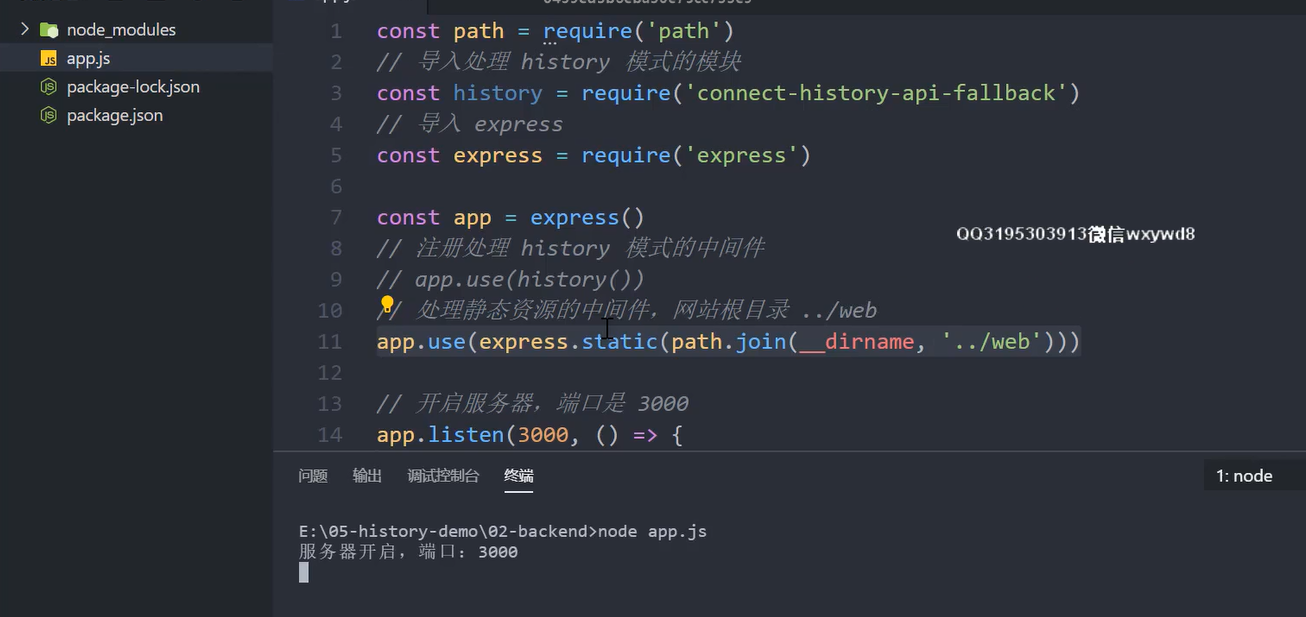 node_modules
JS app.js
package-lock.json
package.json
1 const path = require('path')
2 // 导入处理 history 模式的模块
3 const history = require('connect-history-api-fallback')
4 // 导入 express
5 const express = require('express')
6
7 const app = express()
8 // 注册处理 history 模式的中间件
9 // app.use(history())
10 // 处理静态资源的中间件，网站根目录 ../web
11 app.use(express.static(path.join(__dirname, '../web')))
12
13 // 开启服务器，端口是 3000
14 app.listen(3000, () => {
QQ3195303913微信wxywd8
问题 输出 调试控制台 终端 1: node
E:\05-history-demo\02-backend>node app.js
服务器开启，端口：3000